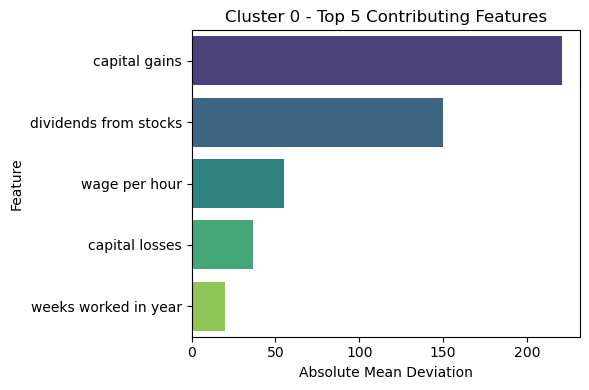 Cluster 0 - Top 5 Contributing Features
Feature
capital gains
dividends from stocks
wage per hour
capital losses
weeks worked in year
0 50 100 150 200
Absolute Mean Deviation